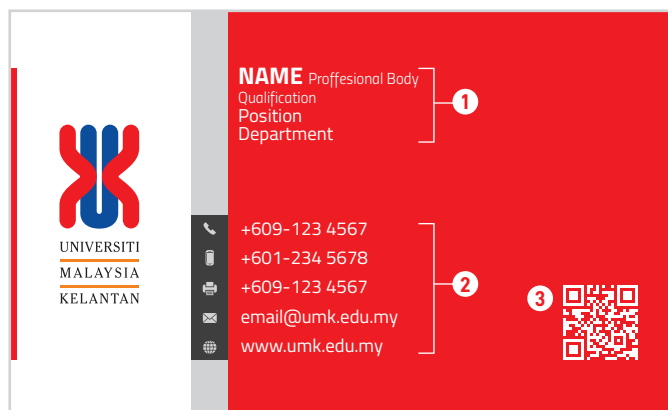 UNIVERSITI
MALAYSIA
KELANTAN
NAME Proffesional Body
Qualification
Position
Department
1
+609-123 4567
+601-234 5678
+609-123 4567
email@umk.edu.my
www.umk.edu.my
2
3